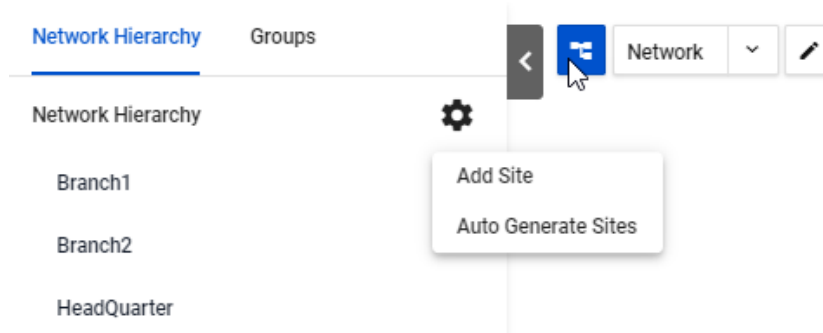 Network Hierarchy Groups
Network
Network Hierarchy
Add Site
Branch1
Auto Generate Sites
Branch2
HeadQuarter